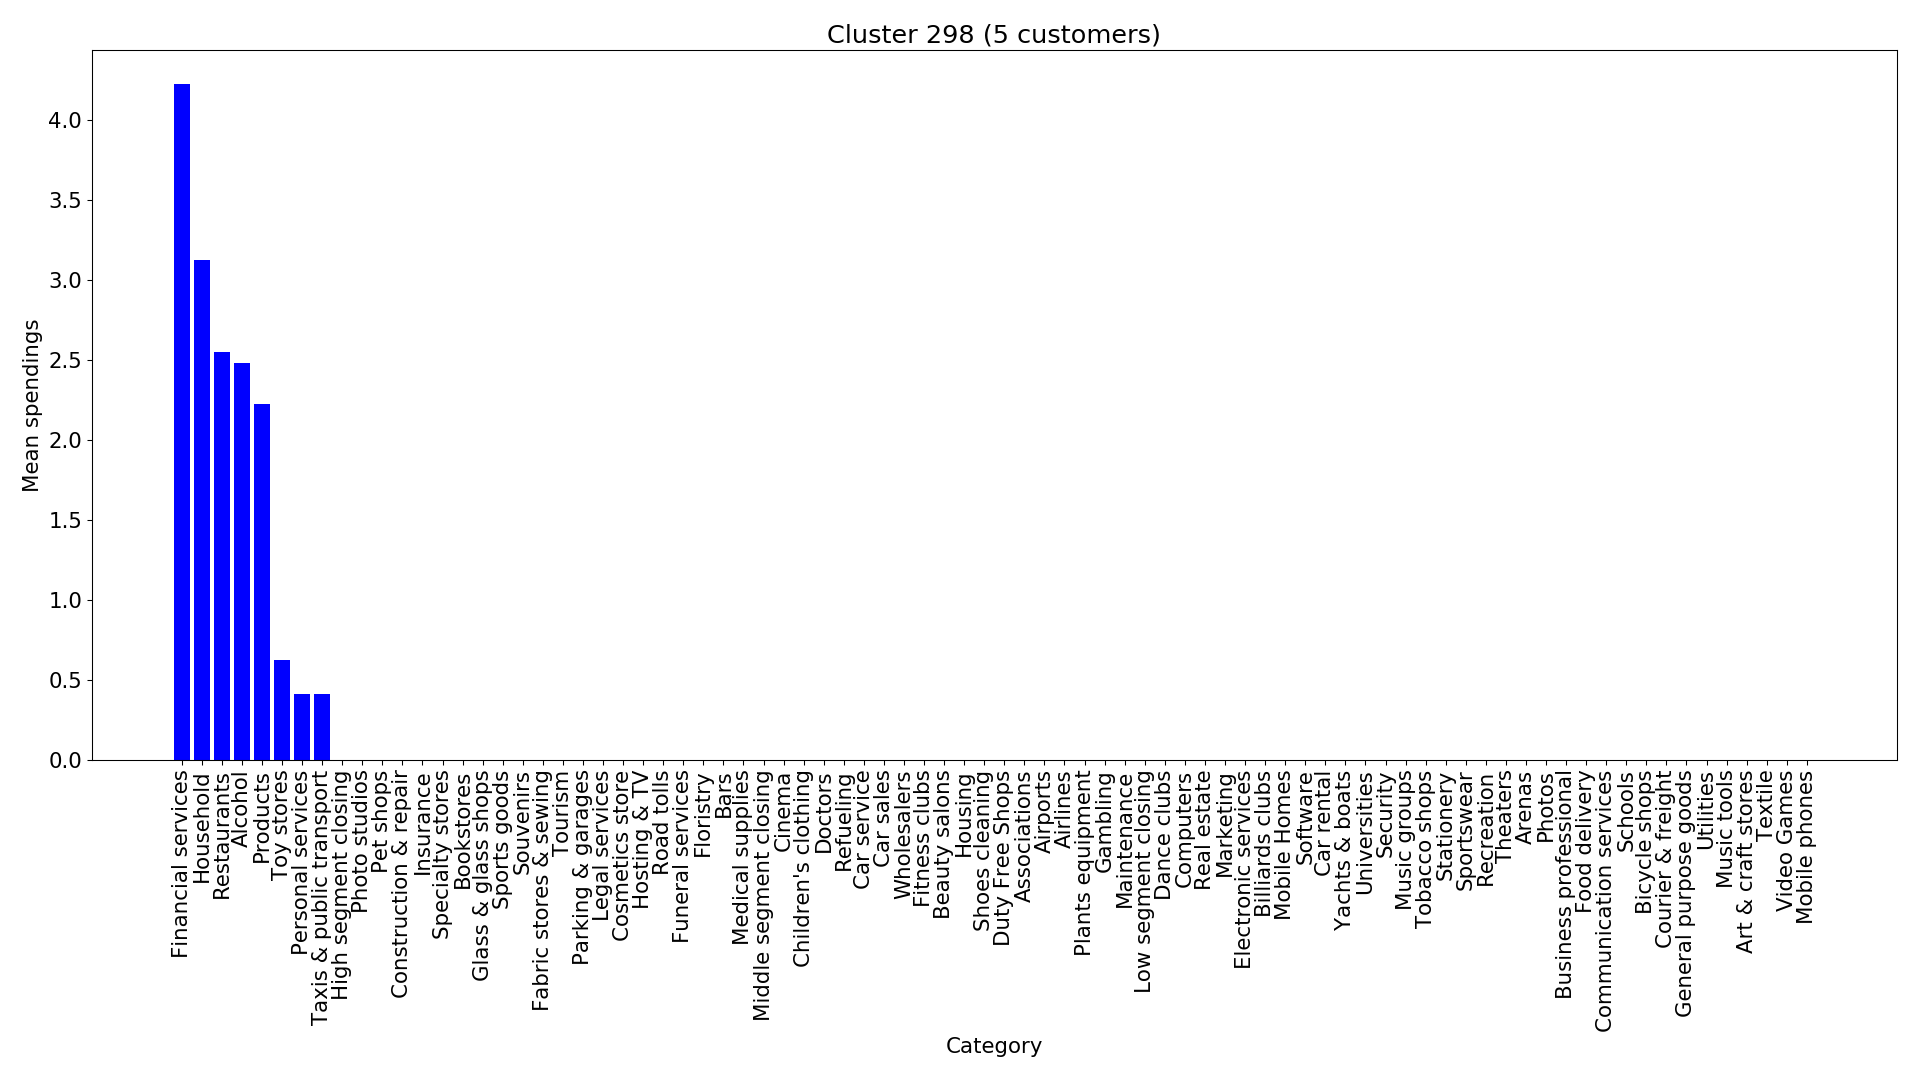 Cluster 298 (5 customers)
Mean spendings
4.0
3.5
3.0
2.5
2.0
1.5
1.0
0.5
0.0
Financial services
Household
Restaurants
Alcohol
Products
Toy stores
Personal services
Taxis & public transport
High segment closing
Photo studios
Pet shops
Construction & repair
Insurance
Specialty stores
Bookstores
Glass & glass shops
Sports goods
Souvenirs
Fabric stores & sewing
Tourism
Parking & garages
Legal services
Cosmetics store
Hosting & TV
Road tolls
Funeral services
Floristry
Bars
Medical supplies
Middle segment closing
Cinema
Children's clothing
Doctors
Refueling
Car service
Car sales
Wholesalers
Fitness clubs
Beauty salons
Housing
Shoes cleaning
Duty Free Shops
Associations
Airports
Airlines
Plants equipment
Gambling
Maintenance
Low segment closing
Dance clubs
Computers
Real estate
Marketing
Electronic services
Billiards clubs
Mobile Homes
Software
Car rental
Yachts & boats
Universities
Security
Music groups
Tobacco shops
Stationery
Sportswear
Recreation
Theaters
Arenas
Photos
Business professional
Food delivery
Communication services
Schools
Bicycle shops
Courier & freight
General purpose goods
Utilities
Music tools
Art & craft stores
Textile
Video Games
Mobile phones
Category